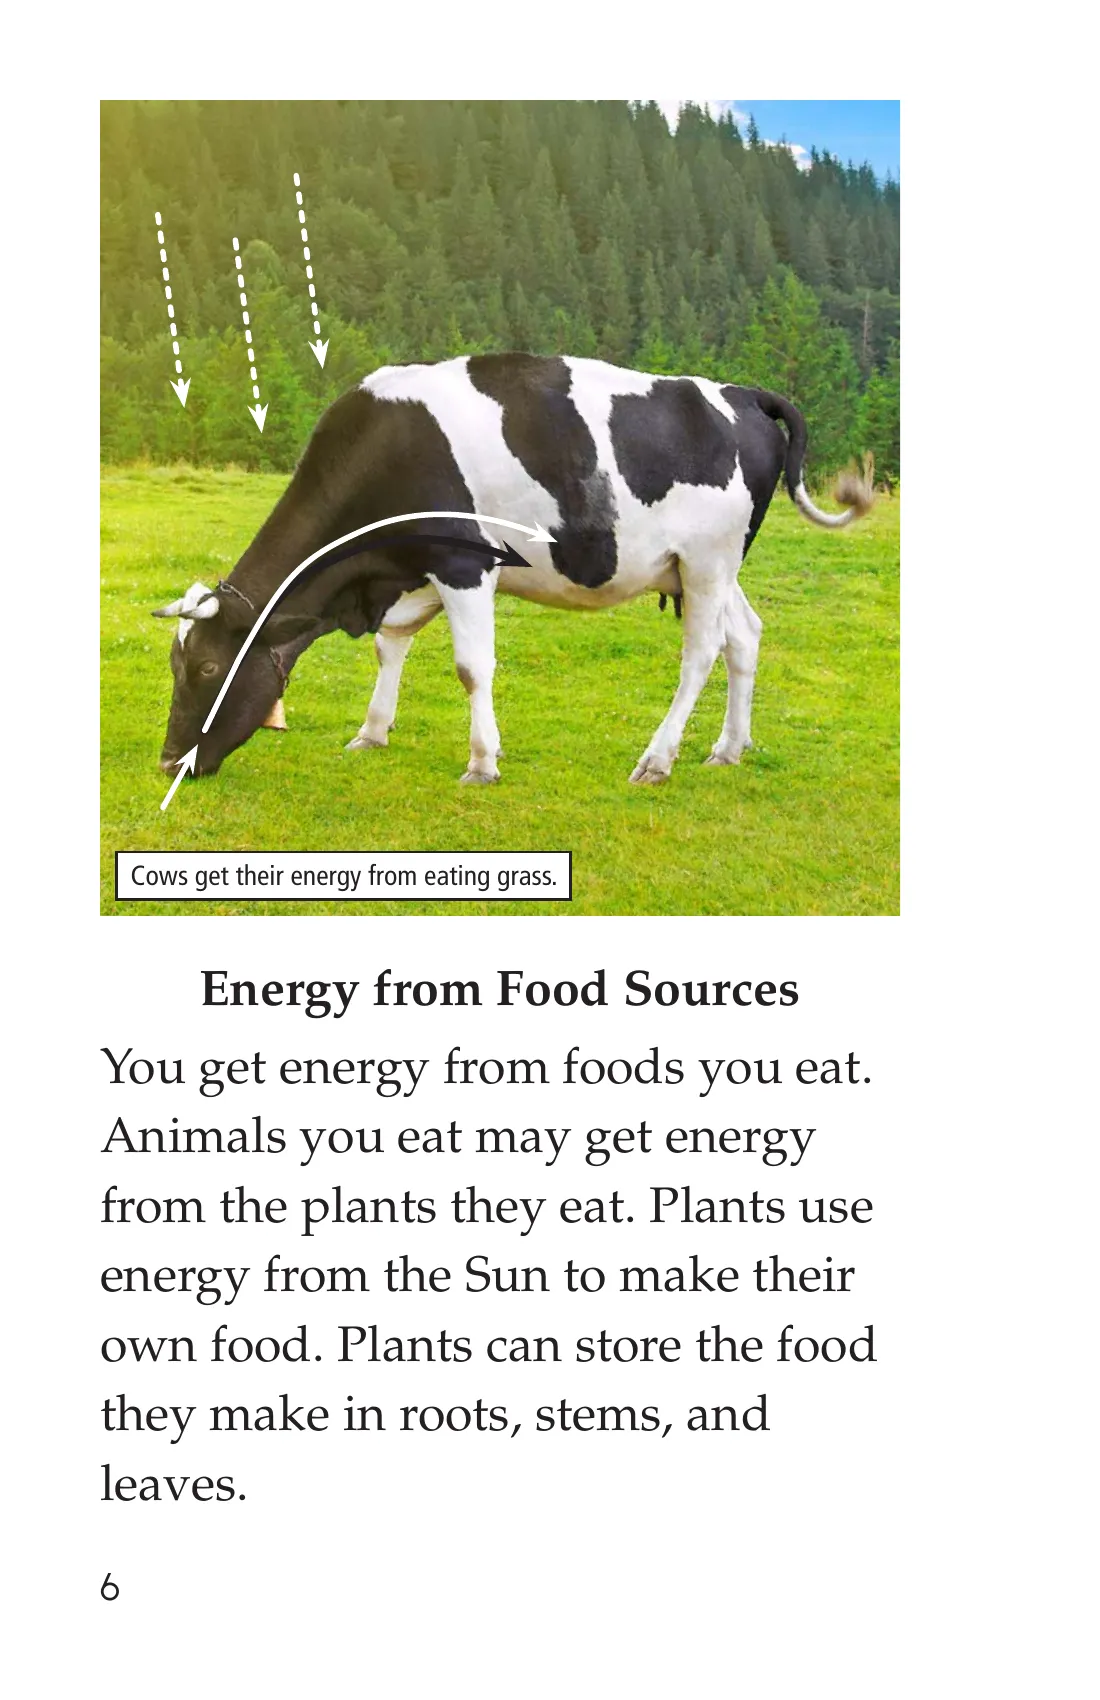 Cows get their energy from eating grass.
Energy from Food Sources
You get energy from foods you eat.
Animals you eat may get energy
from the plants they eat. Plants use
energy from the Sun to make their
own food. Plants can store the food
they make in roots, stems, and
leaves.
6